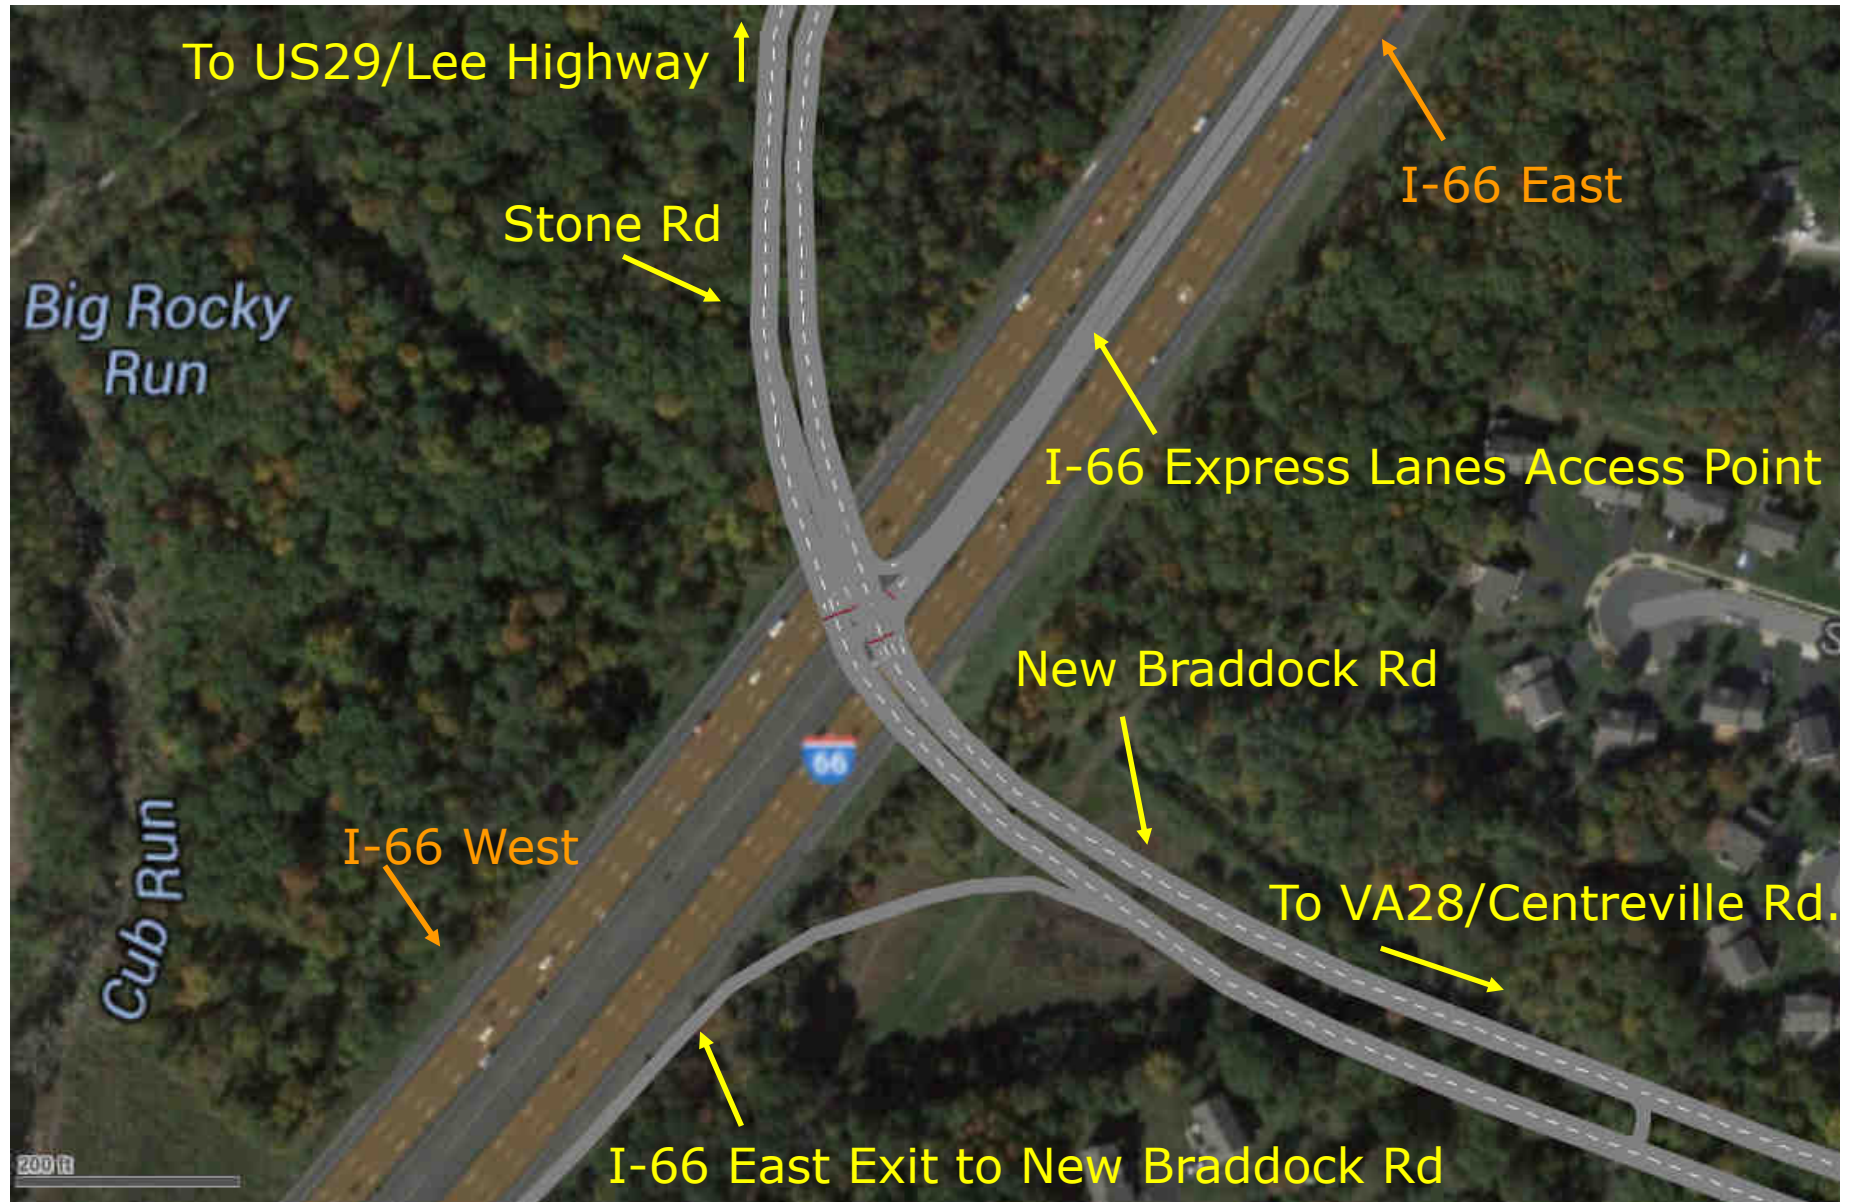 To US29/Lee Highway
I-66 East
Stone Rd
Big Rocky
Run
I-66 Express Lanes Access Point
S
New Braddock Rd
66
I-66 West
Cub Run
To VA28/Centreville Rd.
I-66 East Exit to New Braddock Rd
200 ft